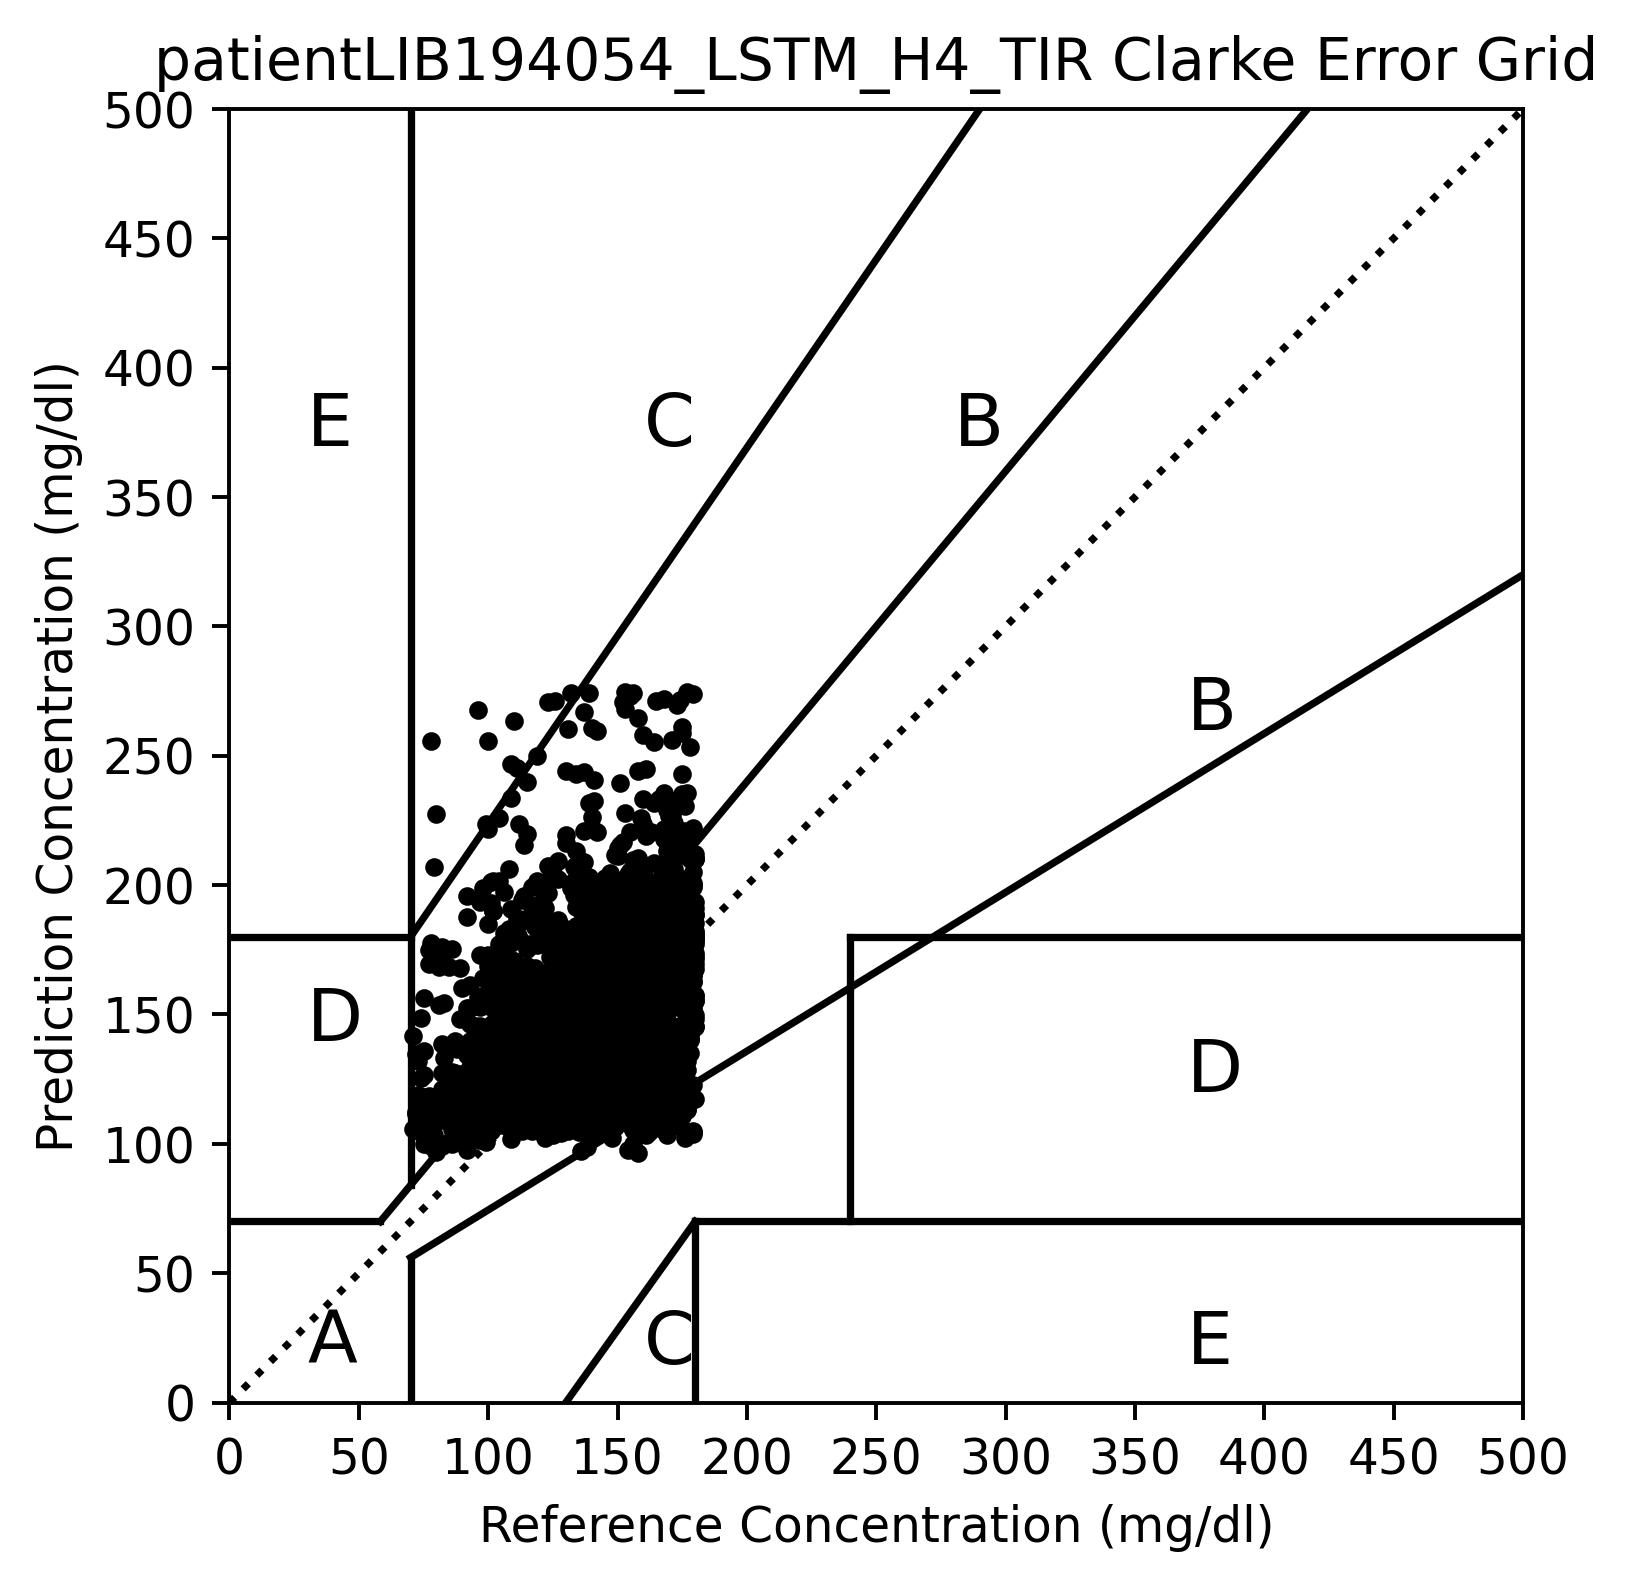 patientLIB194054_LSTM_H4_TIR Clarke Error Grid
500
450
400
350
300
250
200
150
100
50
0
Prediction Concentration (mg/dl)
E
C
B
B
D
D
A
C
E
0 50 100 150 200 250 300 350 400 450 500
Reference Concentration (mg/dl)